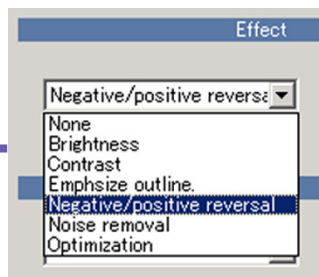 Effect
Negative/positive reversa
None
Brightness
Contrast
Emphsize outline.
Negative/positive reversal
Noise removal
Optimization